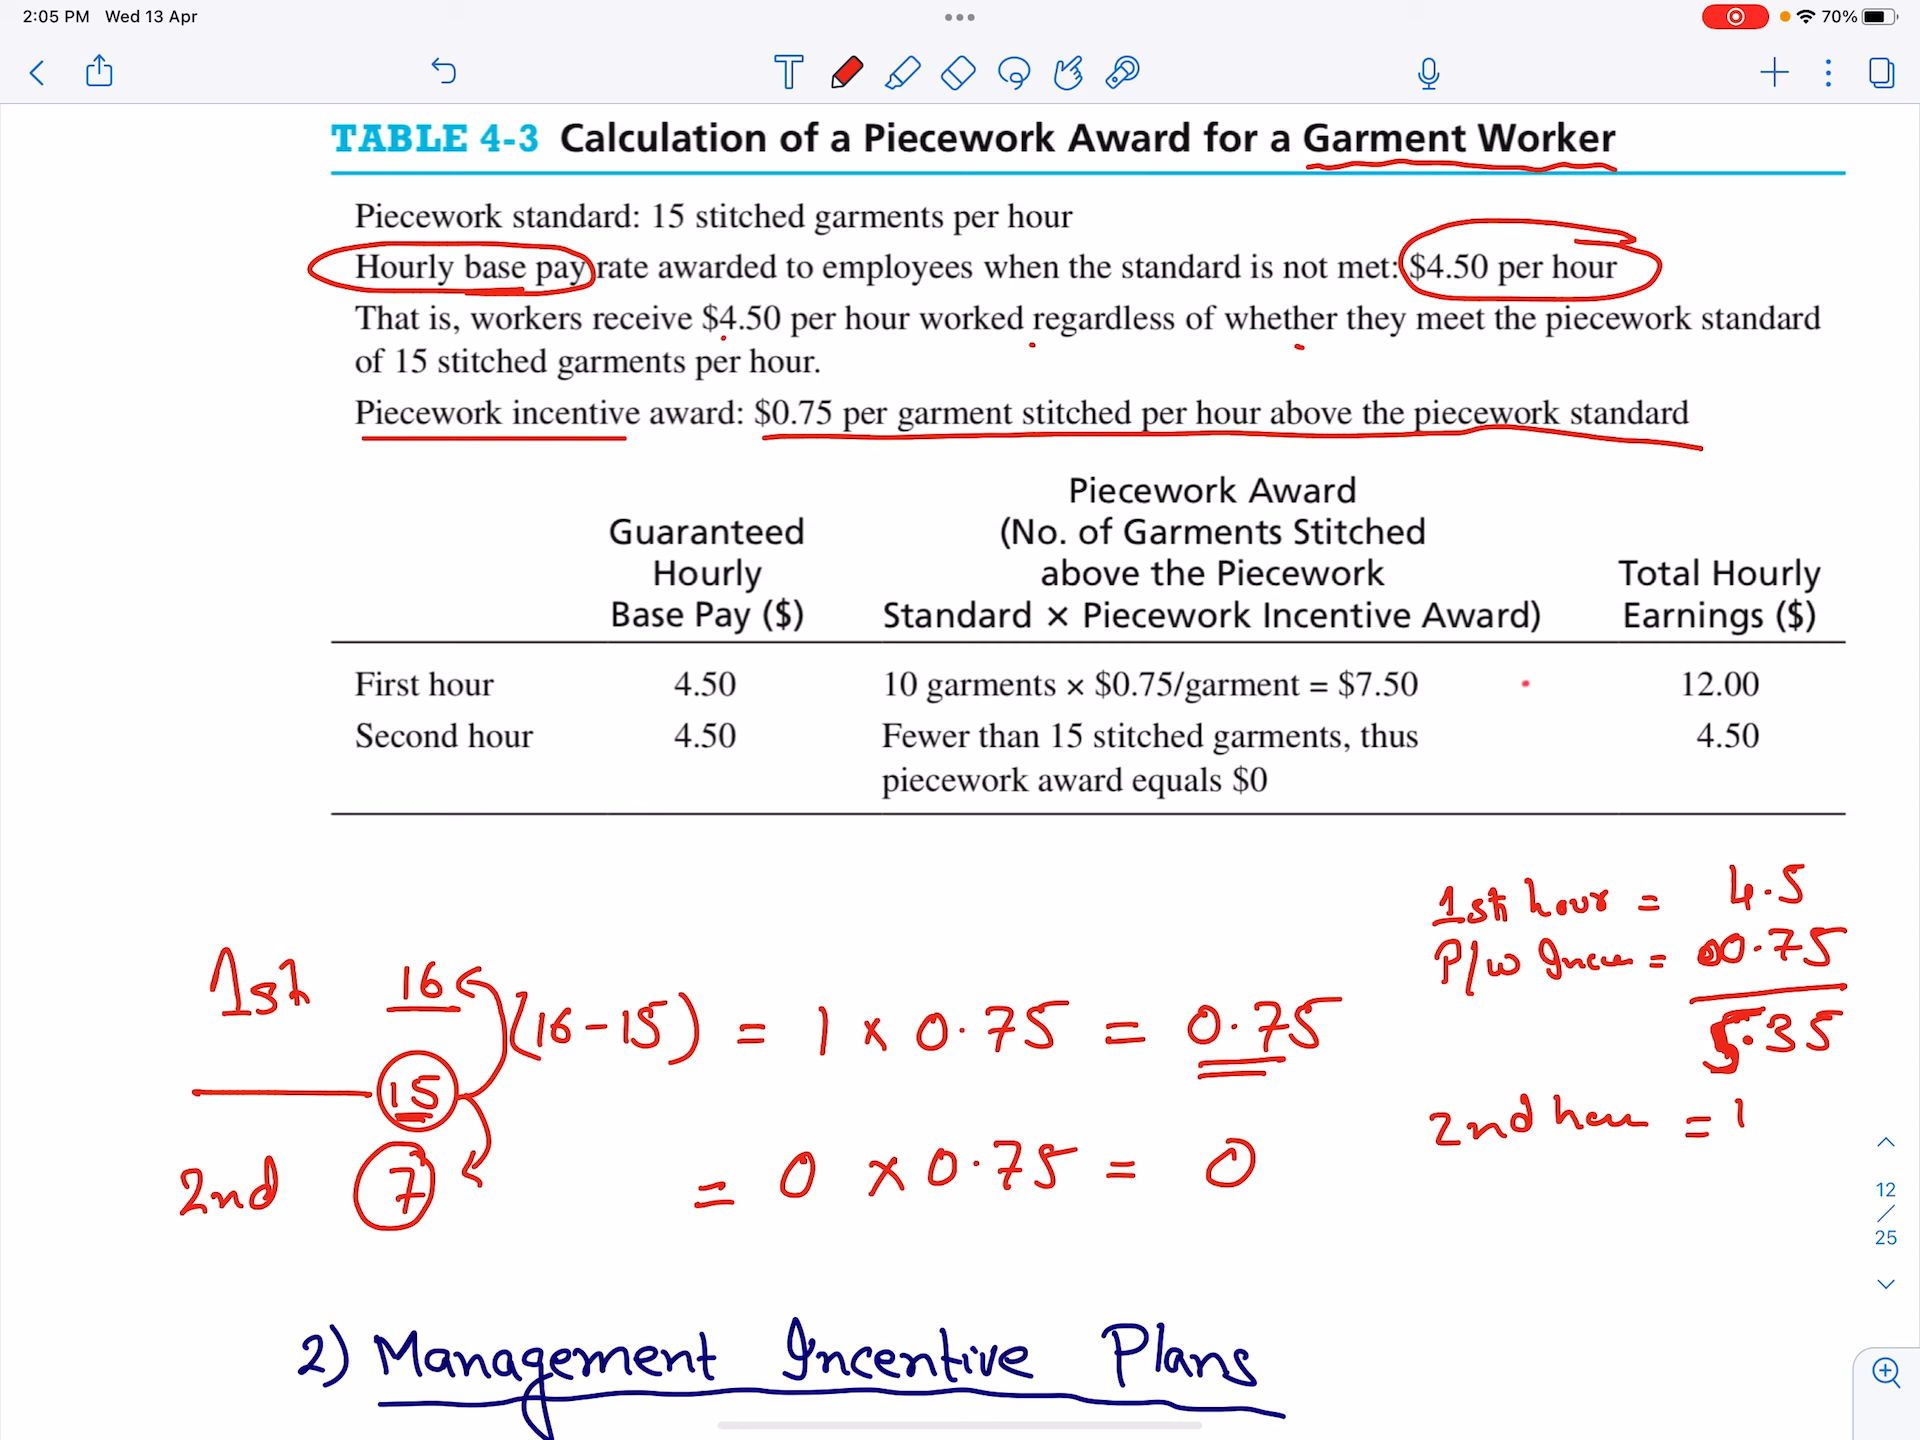 2:05 PM Wed 13 Apr
70%
TABLE 4-3 Calculation of a Piecework Award for a Garment Worker
Piecework standard: 15 stitched garments per hour
Hourly base pay rate awarded to employees when the standard is not met: $4.50 per hour
That is, workers receive $4.50 per hour worked regardless of whether they meet the piecework standard
of 15 stitched garments per hour.
Piecework incentive award: $0.75 per garment stitched per hour above the piecework standard
Guaranteed Hourly Base Pay ($)
Piecework Award
(No. of Garments Stitched
above the Piecework
Standard × Piecework Incentive Award)
Total Hourly Earnings ($)
First hour 4.50 10 garments × $0.75/garment = $7.50 12.00
Second hour 4.50 Fewer than 15 stitched garments, thus 4.50
piecework award equals $0
1st hour = 4.5
P/w = 0.75
5.35
1st 16 (16-15) = 1 x 0.75 = 0.75
15
2nd 7 = 0 x 0.75 = 0
2nd = 1
12
/
25
2) Management Incentive Plans